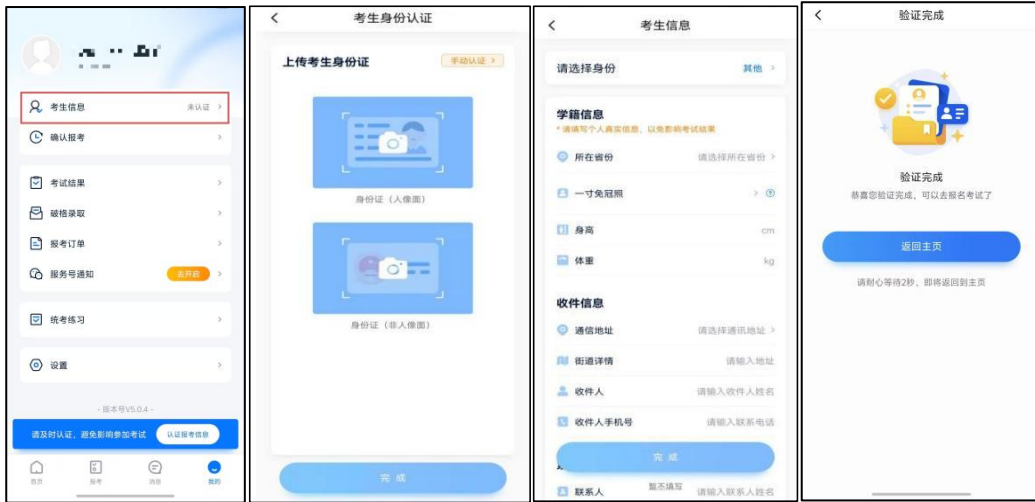 考生信息
未认证
确认报考
考试结果
破格录取
报考订单
服务号通知
去开启
统考练习
设置
- 版本号V5.0.4 -
请及时认证，避免影响参加考试
认证报考信息
首页
报考
消息
我的
考生身份认证
上传考生身份证
手动认证 >
身份证（人像面）
身份证（非人像面）
完成
考生信息
请选择身份
其他
学籍信息
* 请填写个人真实信息，以免影响考试结果
所在省份
请选择所在省份
一寸免冠照
身高
cm
体重
kg
收件信息
通信地址
请选择通讯地址
街道详情
请输入地址
收件人
请输入收件人姓名
收件人手机号
请输入联系电话
完成
暂不填写
联系人
请输入联系人姓名
验证完成
验证完成
恭喜您验证完成，可以去报名考试了
返回主页
请耐心等待2秒，即将返回到主页